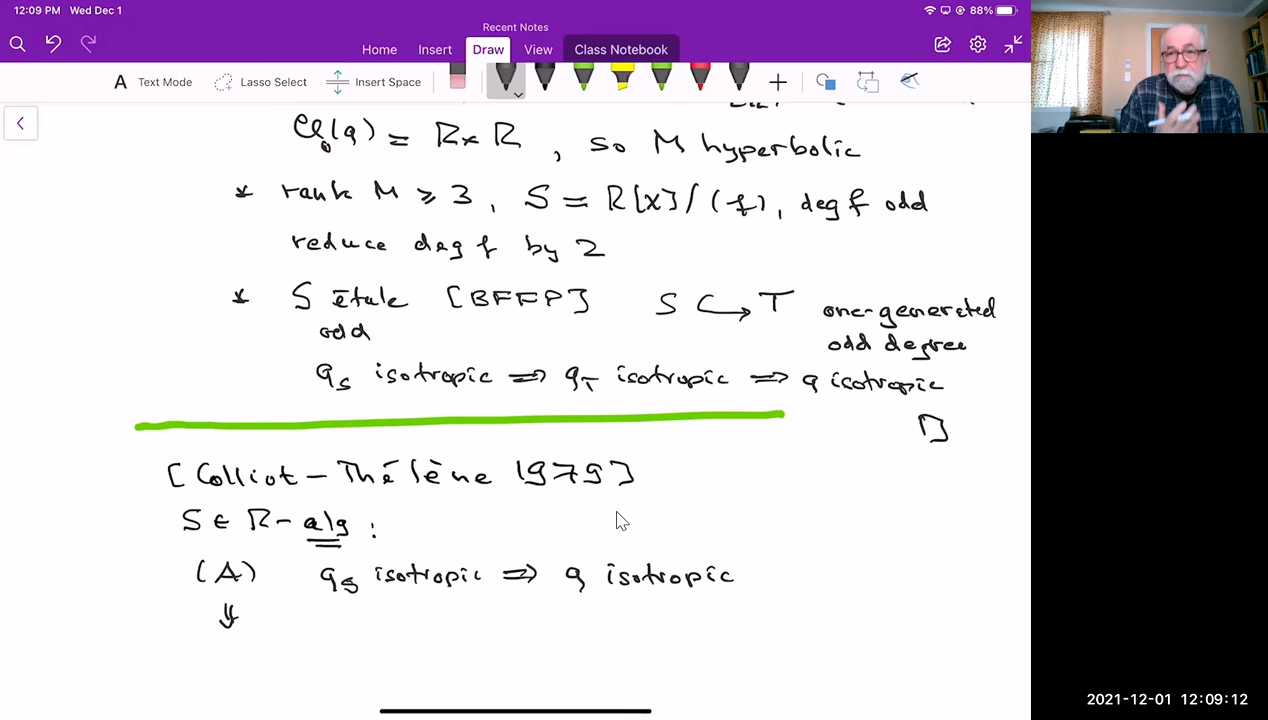 12:09 PM Wed Dec 1
88%
Recent Notes
Home Insert Draw View Class Notebook
A Text Mode Lasso Select Insert Space
= R × R, so M hyperbolic
* rank M ≥ 3, S = R[x]/(f), deg f odd
reduce deg f by 2
* S étale [BFFP] S ↪ T one-generated
odd odd degree
q_S isotropic ⟹ q_T isotropic ⟹ q isotropic
[Colliot-Thélène 1979]
S ∈ R-alg:
(A) q_S isotropic ⟹ q isotropic
⇓
2021-12-01 12:09:12